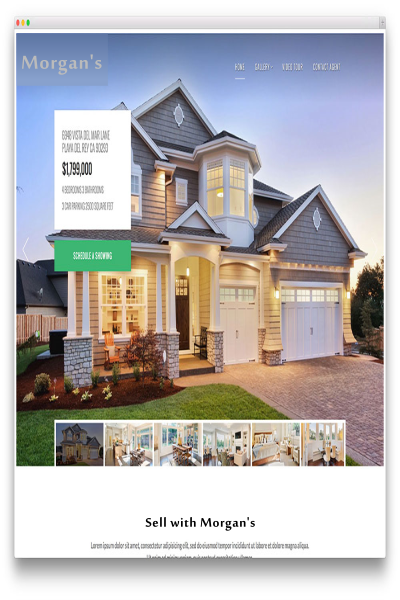 Morgan's
HOME GALLERY VIDEO TOUR CONTACT AGENT
6948 VISTA DEL MAR LANE
PLAYA DEL REY CA 90293
$1,799,000
4 BEDROOMS 3 BATHROOMS
3 CAR PARKING 2500 SQUARE FEET
SCHEDULE A SHOWING
Sell with Morgan's
Lorem ipsum dolor sit amet, consectetur adipisicing elit, sed do eiusmod tempor incididunt ut labore et dolore magna aliqua.